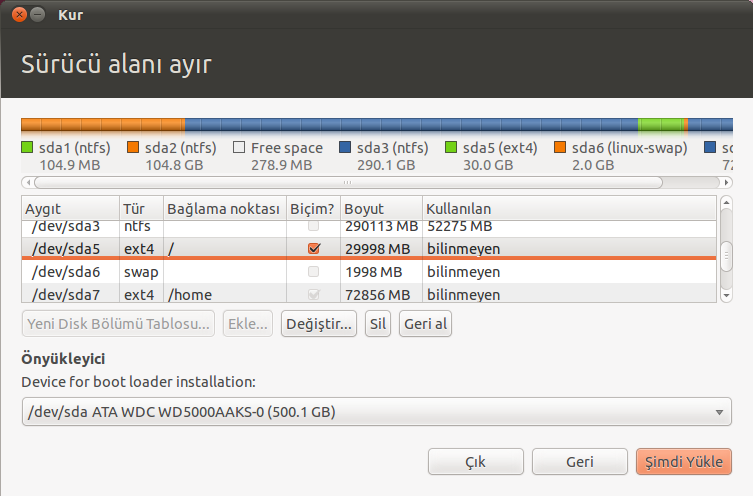 Kur
Sürücü alanı ayır
sda1 (ntfs) sda2 (ntfs) Free space sda3 (ntfs) sda5 (ext4) sda6 (linux-swap)
104.9 MB 104.8 GB 278.9 MB 290.1 GB 30.0 GB 2.0 GB
Aygıt Tür Bağlama noktası Biçim? Boyut Kullanılan
/dev/sda3 ntfs 290113 MB 52275 MB
/dev/sda5 ext4 / 29998 MB bilinmeyen
/dev/sda6 swap 1998 MB bilinmeyen
/dev/sda7 ext4 /home 72856 MB bilinmeyen
Yeni Disk Bölümü Tablosu... Ekle... Değiştir... Sil Geri al
Önyükleyici
Device for boot loader installation:
/dev/sda ATA WDC WD5000AAKS-0 (500.1 GB)
Çık Geri Şimdi Yükle